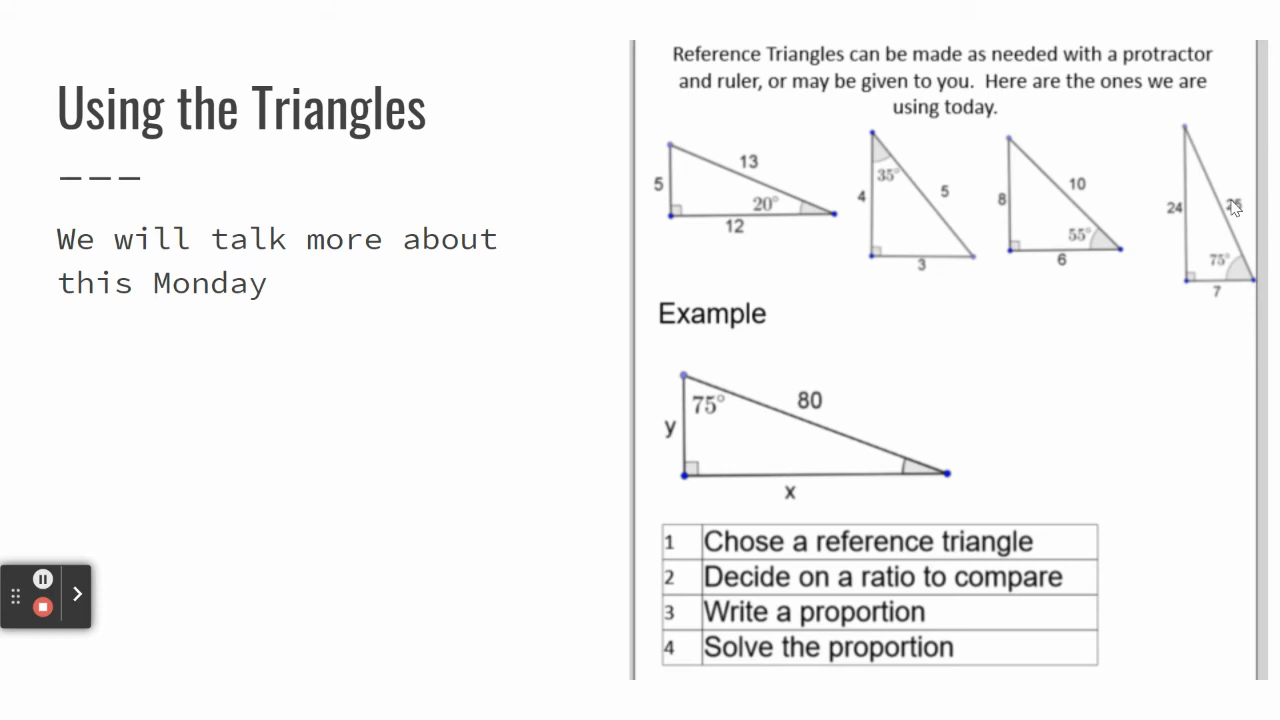 Using the Triangles
We will talk more about
this Monday
Reference Triangles can be made as needed with a protractor
and ruler, or may be given to you. Here are the ones we are
using today.
5
13
20°
12
35°
4
5
3
8
10
55°
6
24
75°
7
Example
75°
80
y
x
1 Chose a reference triangle
2 Decide on a ratio to compare
3 Write a proportion
4 Solve the proportion